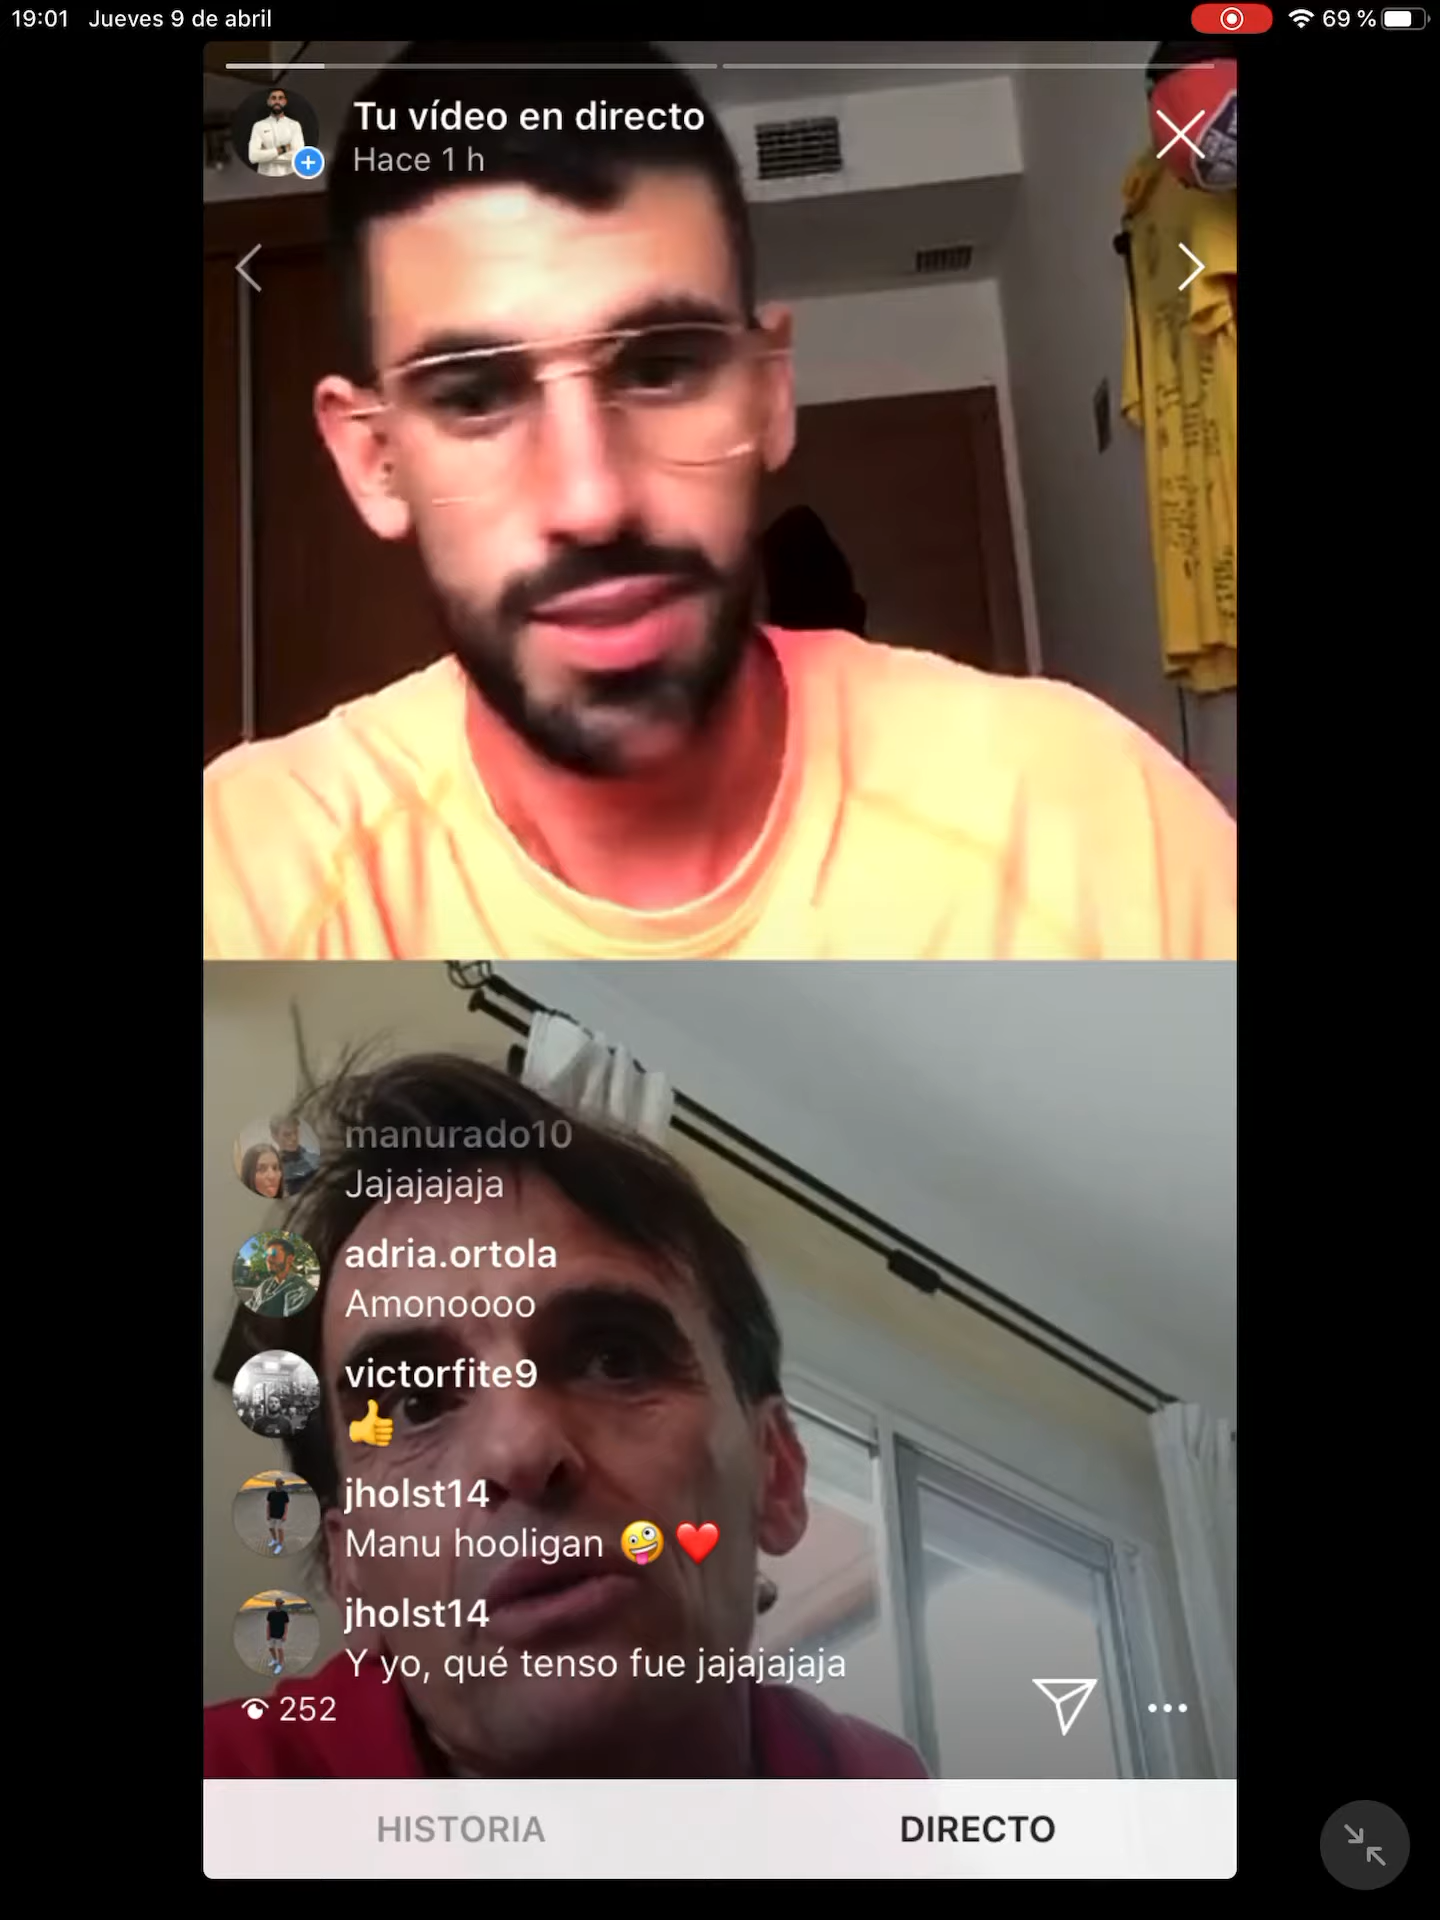 19:01 Jueves 9 de abril
69 %
Tu vídeo en directo
Hace 1 h
manurado10
Jajajajaja
adria.ortola
Amonoooo
victorfite9
👍
jholst14
Manu hooligan 🤪 ❤️
jholst14
Y yo, qué tenso fue jajajajaja
252
HISTORIA
DIRECTO